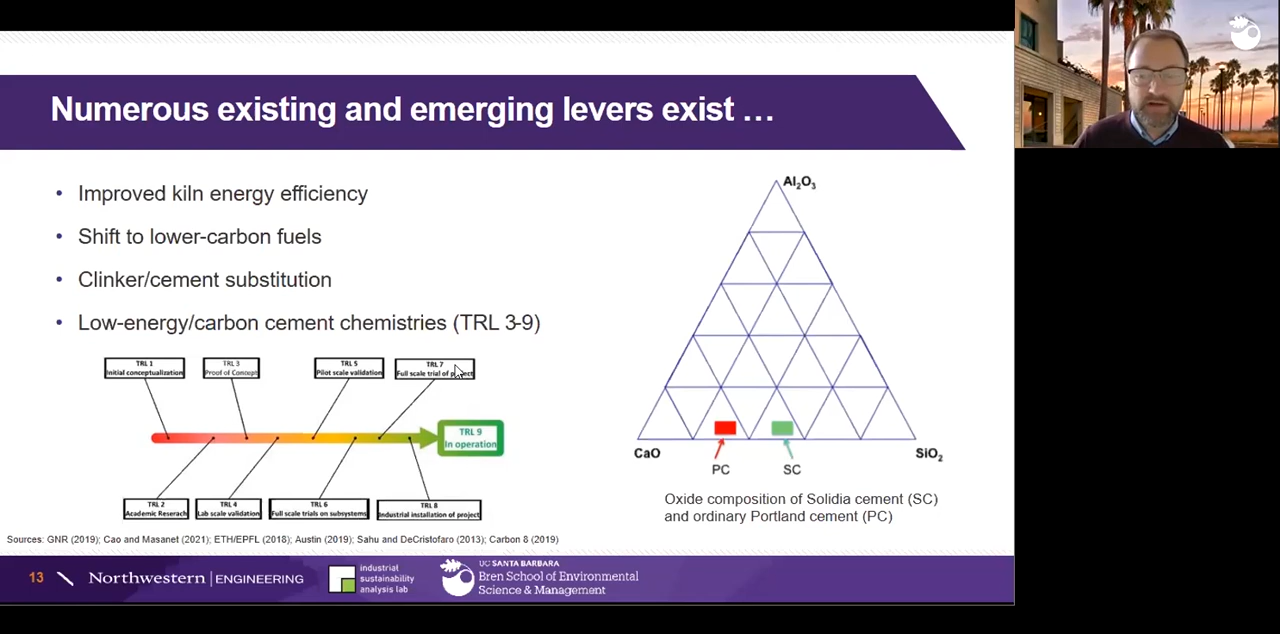 Numerous existing and emerging levers exist ...
• Improved kiln energy efficiency
• Shift to lower-carbon fuels
• Clinker/cement substitution
• Low-energy/carbon cement chemistries (TRL 3-9)
TRL 1
Initial conceptualization
TRL 3
Proof of Concept
TRL 5
Pilot scale validation
TRL 7
Full scale trial of project
TRL 9
In operation
TRL 2
Academic Reserach
TRL 4
Lab scale validation
TRL 6
Full scale trials on subsystems
TRL 8
Industrial installation of project
Al₂O₃
CaO
SiO₂
PC
SC
Oxide composition of Solidia cement (SC)
and ordinary Portland cement (PC)
Sources: GNR (2019); Cao and Masanet (2021); ETH/EPFL (2018); Austin (2019); Sahu and DeCristofaro (2013); Carbon 8 (2019)
13
Northwestern | ENGINEERING
industrial
sustainability
analysis lab
UC SANTA BARBARA
Bren School of Environmental
Science & Management